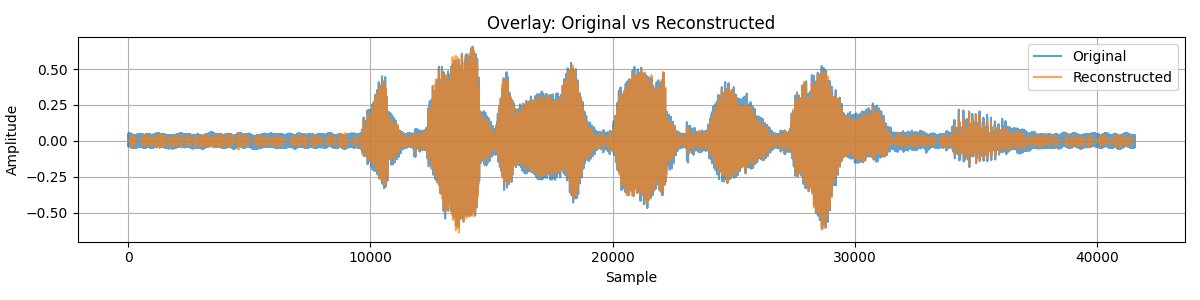 Overlay: Original vs Reconstructed
Original
Reconstructed
Amplitude
0.50
0.25
0.00
−0.25
−0.50
0
10000
20000
30000
40000
Sample